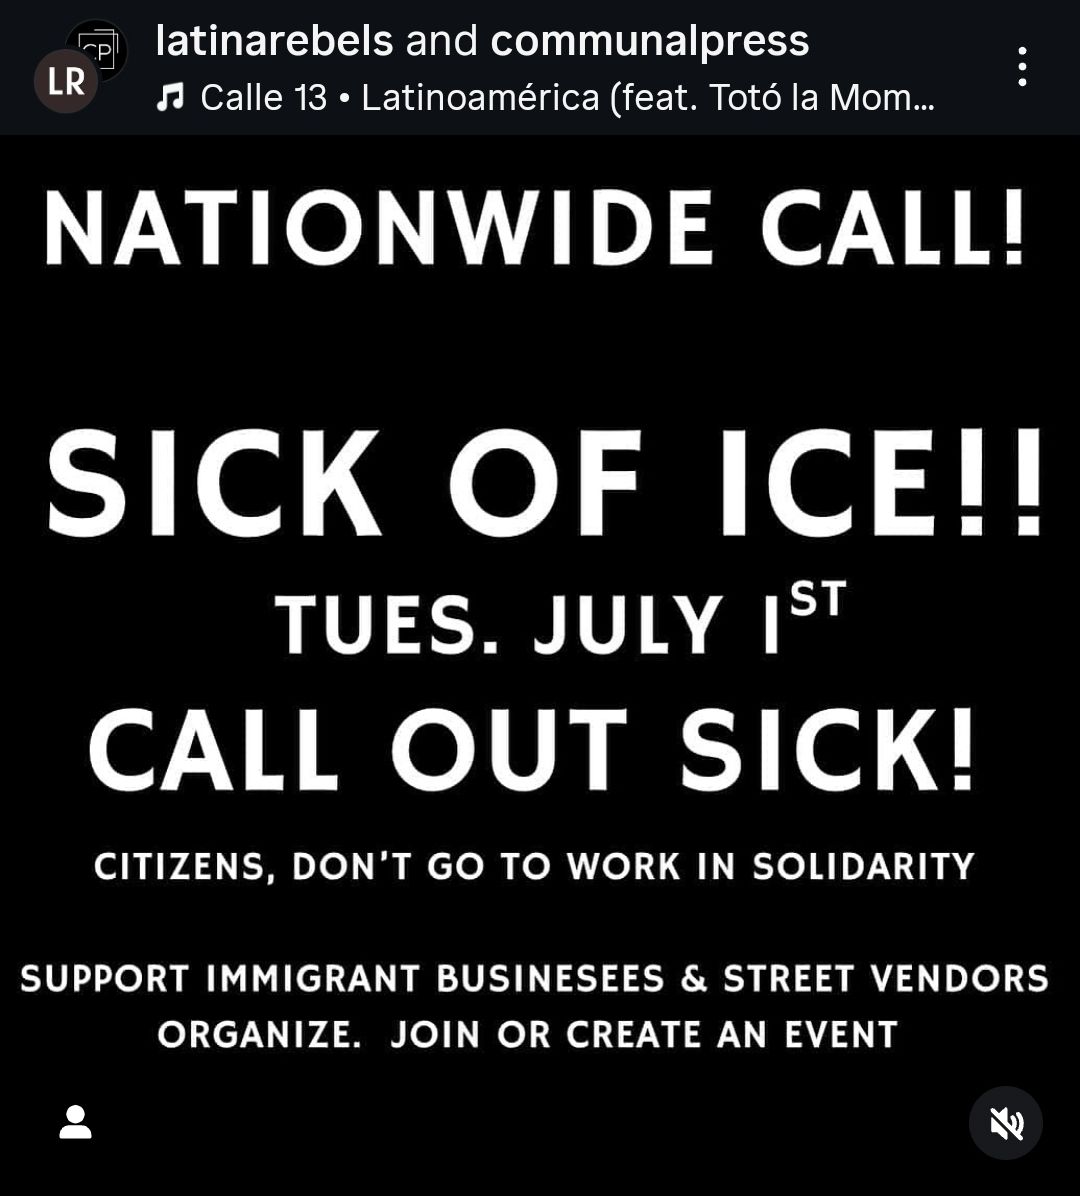 latinarebels and communalpress
CP
LR
Calle 13 • Latinoamérica (feat. Totó la Mom...
NATIONWIDE CALL!
SICK OF ICE!!
TUES. JULY 1ST
CALL OUT SICK!
CITIZENS, DON'T GO TO WORK IN SOLIDARITY
SUPPORT IMMIGRANT BUSINESEES & STREET VENDORS
ORGANIZE. JOIN OR CREATE AN EVENT